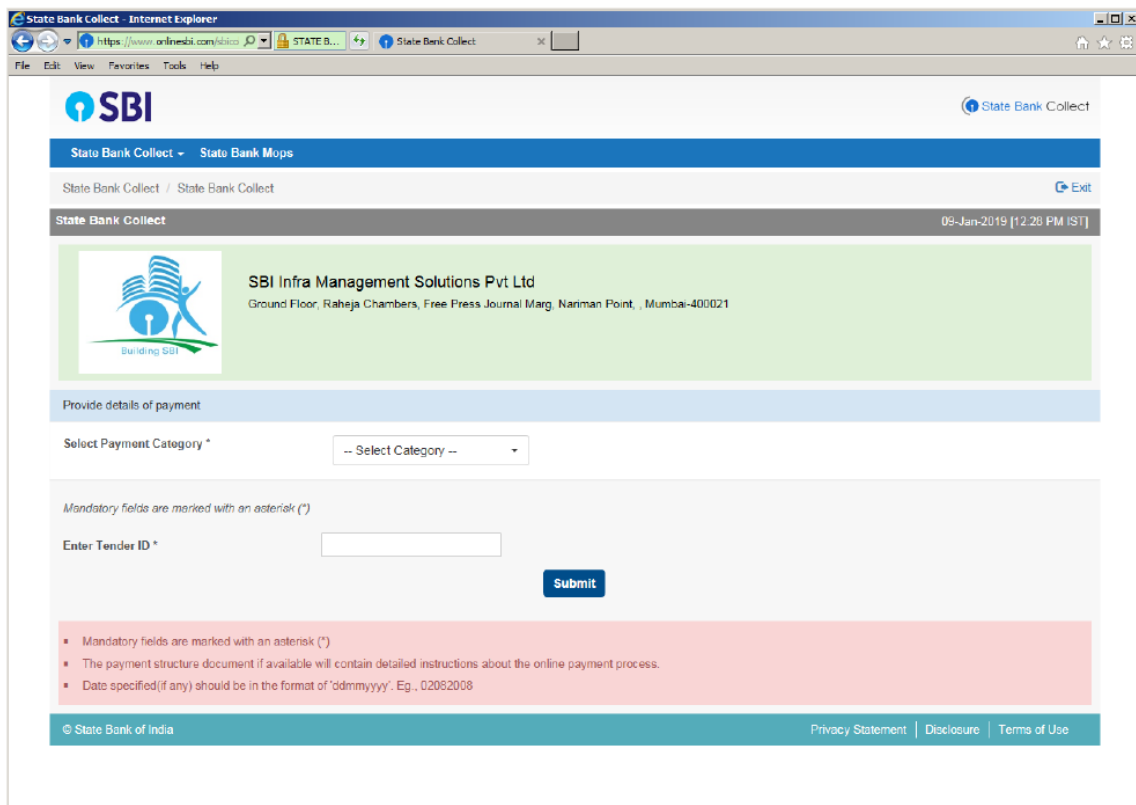 State Bank Collect - Internet Explorer
https://www.onlinesbi.com/sbico STATE B... State Bank Collect
File Edit View Favorites Tools Help
SBI
State Bank Collect
State Bank Collect State Bank Mops
State Bank Collect / State Bank Collect
Exit
State Bank Collect
09-Jan-2019 [12:28 PM IST]
Building SBI
SBI Infra Management Solutions Pvt Ltd
Ground Floor, Raheja Chambers, Free Press Journal Marg, Nariman Point, , Mumbai-400021
Provide details of payment
Select Payment Category *
-- Select Category --
Mandatory fields are marked with an asterisk (*)
Enter Tender ID *
Submit
Mandatory fields are marked with an asterisk (*)
The payment structure document if available will contain detailed instructions about the online payment process.
Date specified(if any) should be in the format of 'ddmmyyyy'. Eg., 02082008
© State Bank of India
Privacy Statement | Disclosure | Terms of Use